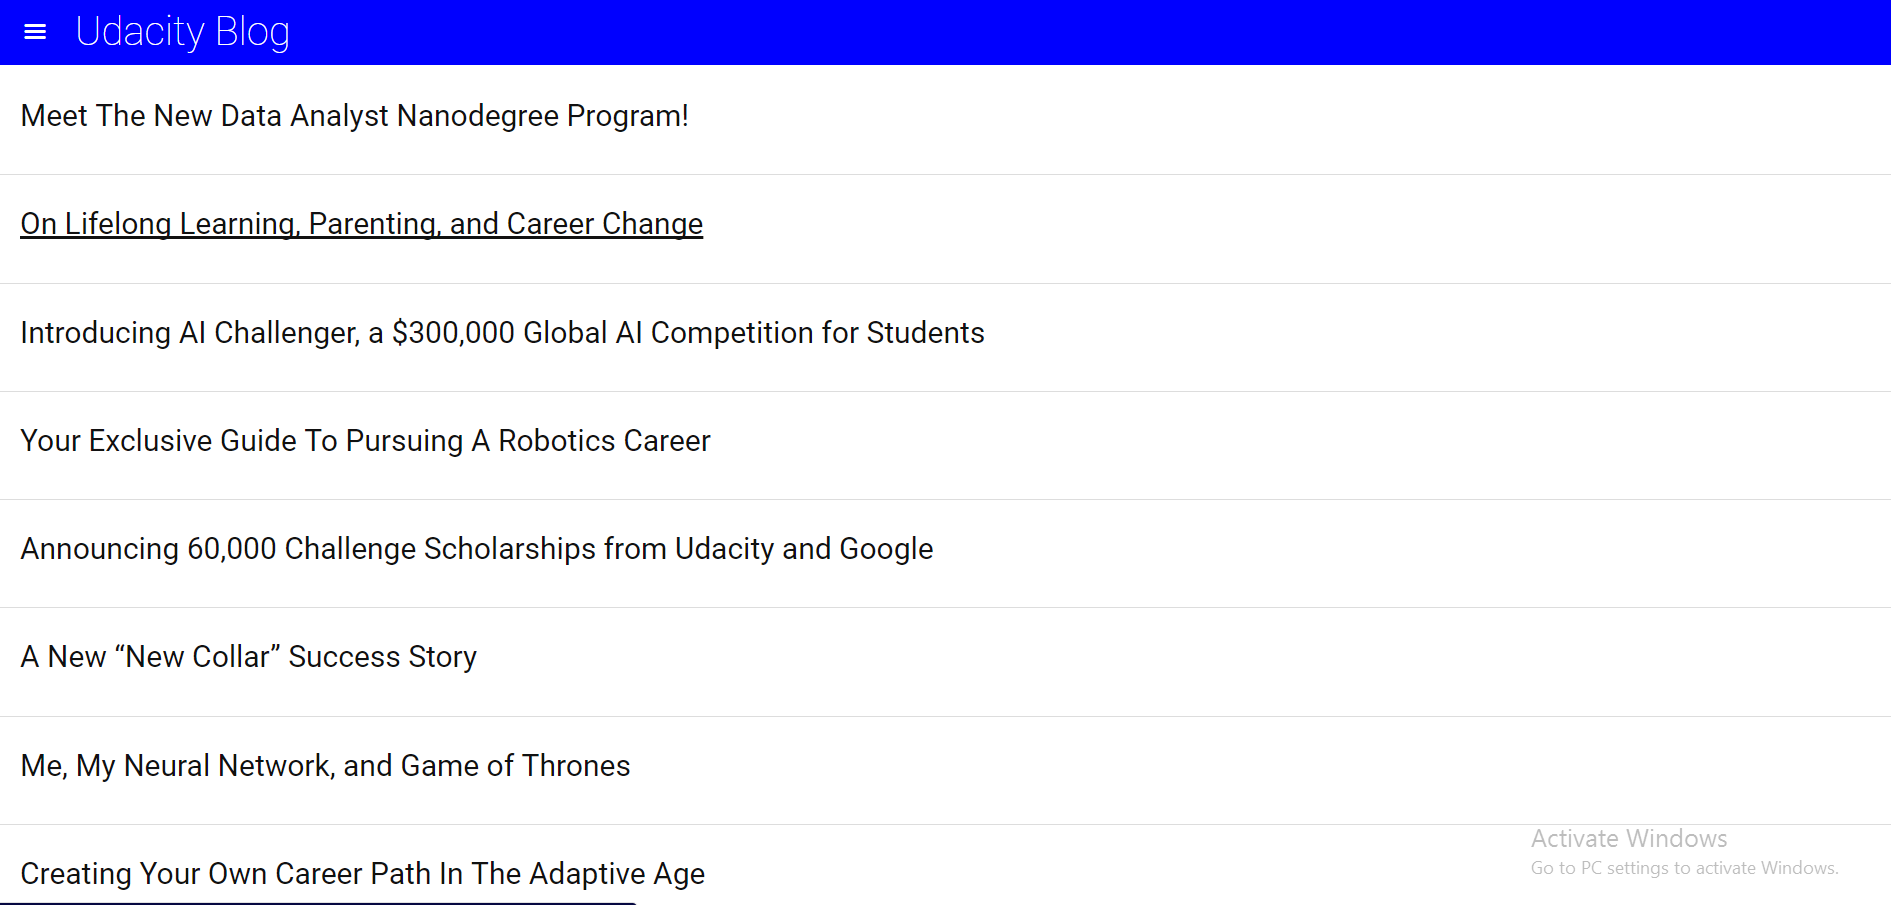 Udacity Blog
Meet The New Data Analyst Nanodegree Program!
On Lifelong Learning, Parenting, and Career Change
Introducing AI Challenger, a $300,000 Global AI Competition for Students
Your Exclusive Guide To Pursuing A Robotics Career
Announcing 60,000 Challenge Scholarships from Udacity and Google
A New “New Collar” Success Story
Me, My Neural Network, and Game of Thrones
Creating Your Own Career Path In The Adaptive Age
Activate Windows
Go to PC settings to activate Windows.